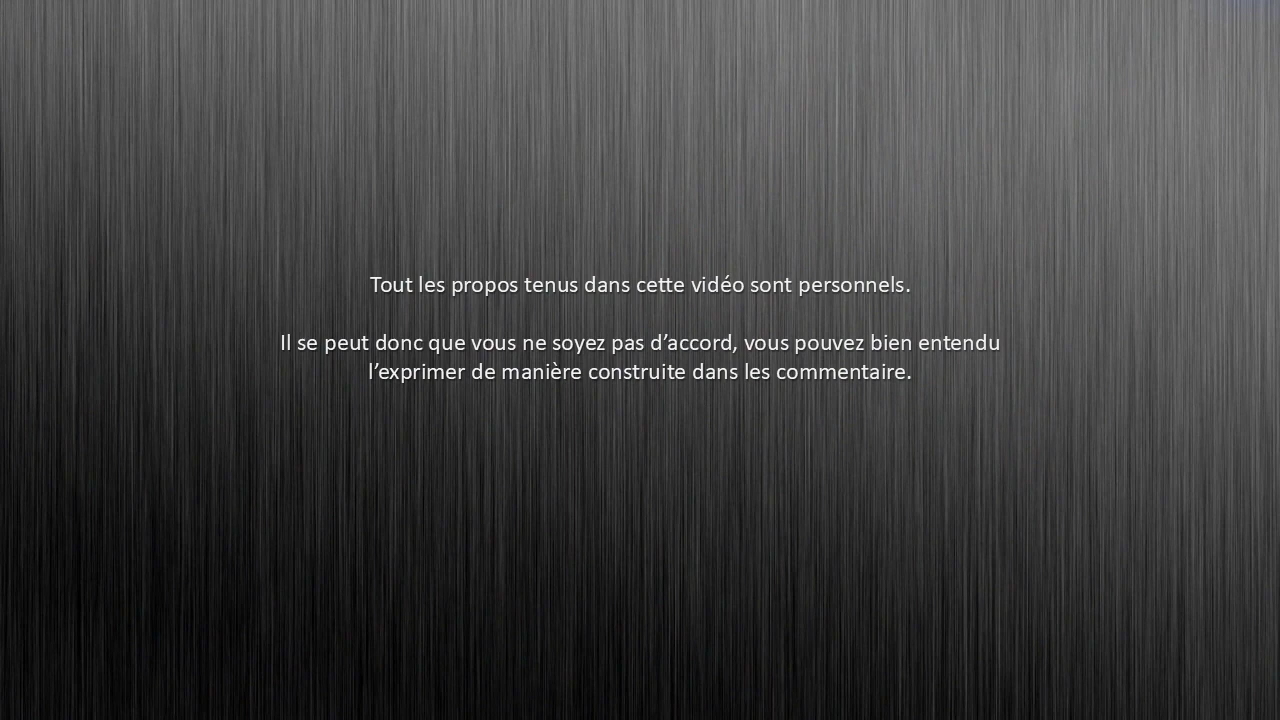 Tout les propos tenus dans cette vidéo sont personnels.
Il se peut donc que vous ne soyez pas d’accord, vous pouvez bien entendu
l’exprimer de manière construite dans les commentaire.